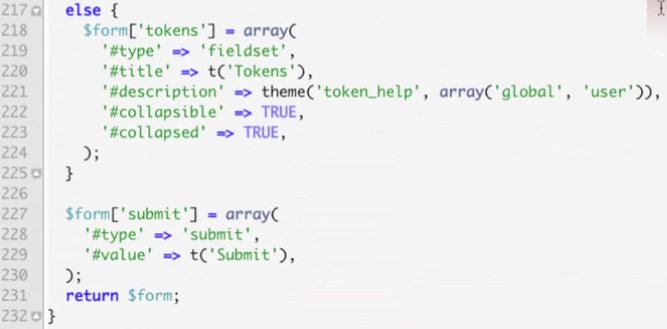 217 else {
218 $form['tokens'] = array(
219 '#type' => 'fieldset',
220 '#title' => t('Tokens'),
221 '#description' => theme('token_help', array('global', 'user')),
222 '#collapsible' => TRUE,
223 '#collapsed' => TRUE,
224 );
225 }
226
227 $form['submit'] = array(
228 '#type' => 'submit',
229 '#value' => t('Submit'),
230 );
231 return $form;
232 }